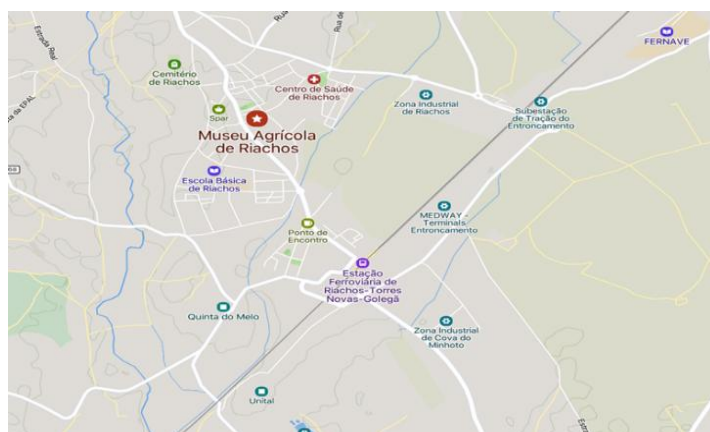 Estrada Real
FERNAVE
Cemitério
de Riachos
Centro de Saúde
de Riachos
Zona Industrial
de Riachos
Subestação
de Tração do
Entroncamento
Spar
Museu Agrícola
de Riachos
Escola Básica
de Riachos
MEDWAY -
Terminals
Entroncamento
Ponto de
Encontro
Estação
Ferroviária de
Riachos-Torres
Novas-Golegã
Quinta do Melo
Zona Industrial
de Cova do
Minhoto
Unital